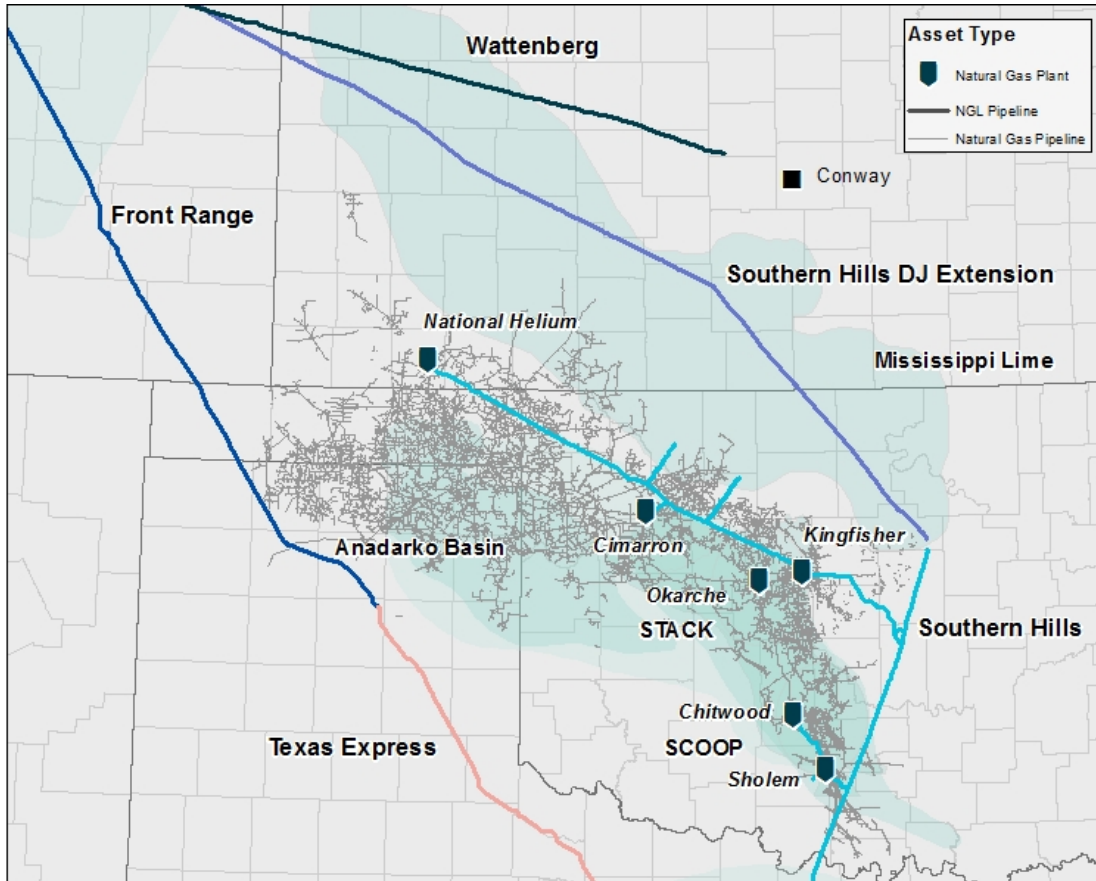 Wattenberg
Asset Type
Natural Gas Plant
NGL Pipeline
Natural Gas Pipeline
Conway
Front Range
Southern Hills DJ Extension
National Helium
Mississippi Lime
Kingfisher
Anadarko Basin
Cimarron
Okarche
STACK
Southern Hills
Chitwood
SCOOP
Texas Express
Sholem